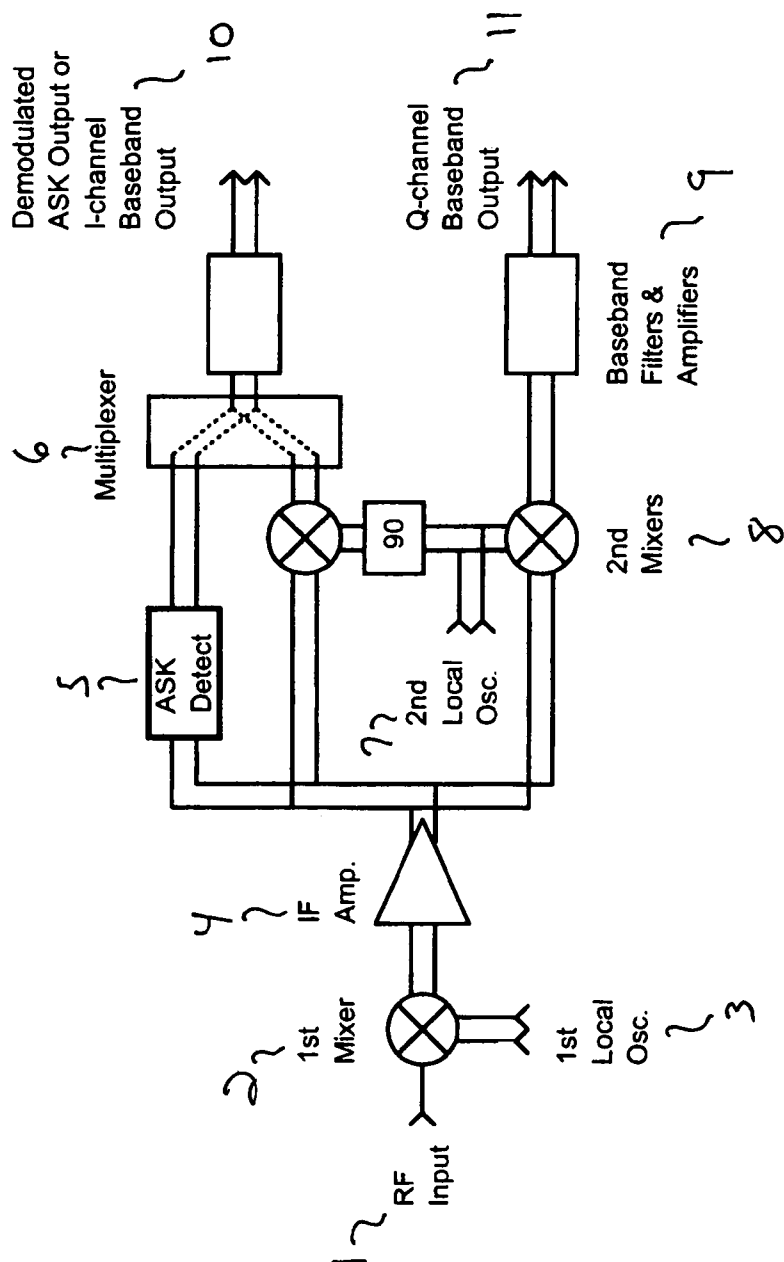 1
RF
Input
2
1st
Mixer
1st
Local
Osc.
3
4
IF
Amp.
5
ASK
Detect
6
Multiplexer
7
2nd
Local
Osc.
90
2nd
Mixers
8
Baseband
Filters &
Amplifiers
9
Demodulated
ASK Output or
I-channel
Baseband
Output
10
Q-channel
Baseband
Output
11